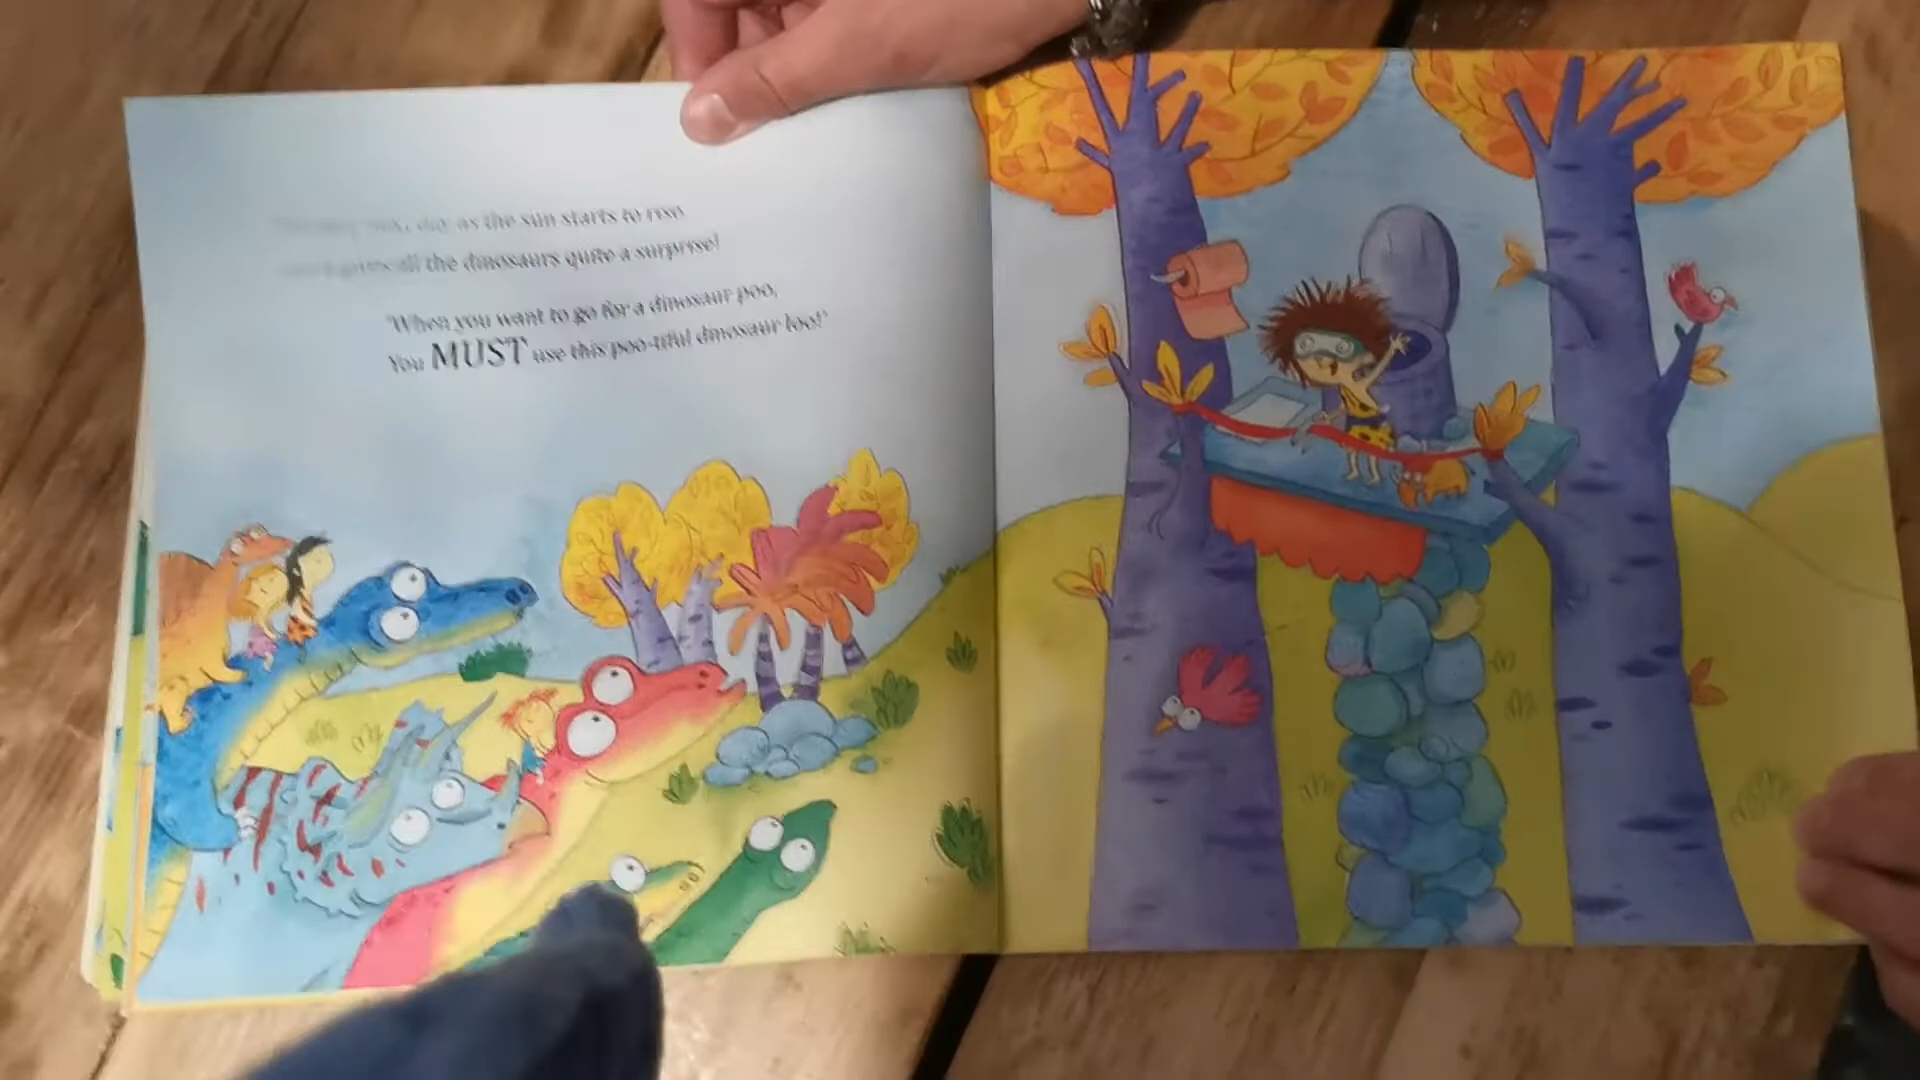 day as the sun starts to rise,
all the dinosaurs quite a surprise!
'When you want to go for a dinosaur poo,
You MUST use this poo-tiful dinosaur loo!'